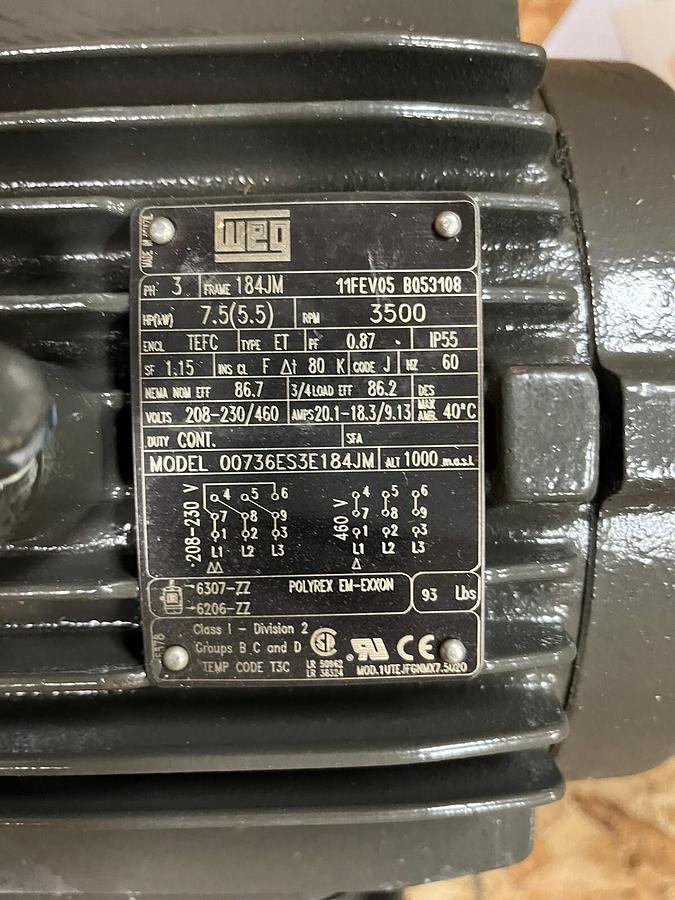 WEG
PH 3 FRAME 184JM 11FEV05 B053108
HP(kW) 7.5(5.5) RPM 3500
ENCL TEFC TYPE ET PF 0.87 IP55
SF 1.15 INS CL F Δt 80 K CODE J HZ 60
NEMA NOM EFF 86.7 3/4 LOAD EFF 86.2 DES
VOLTS 208-230/460 AMPS 20.1-18.3/9.13 MAX AMB. 40°C
DUTY CONT. SFA
MODEL 00736ES3E184JM ALT 1000 m.a.s.l.
208-230 V 460 V
4 5 6 4 5 6
7 8 9 7 8 9
1 2 3 1 2 3
L1 L2 L3 L1 L2 L3
ΔΔ Δ
6307-ZZ POLYREX EM-EXXON
6206-ZZ
93 Lbs
Class I - Division 2
Groups B,C and D
TEMP CODE T3C
LR 50962
LR 38324
MOD.1UTEJFGNMX7.5020